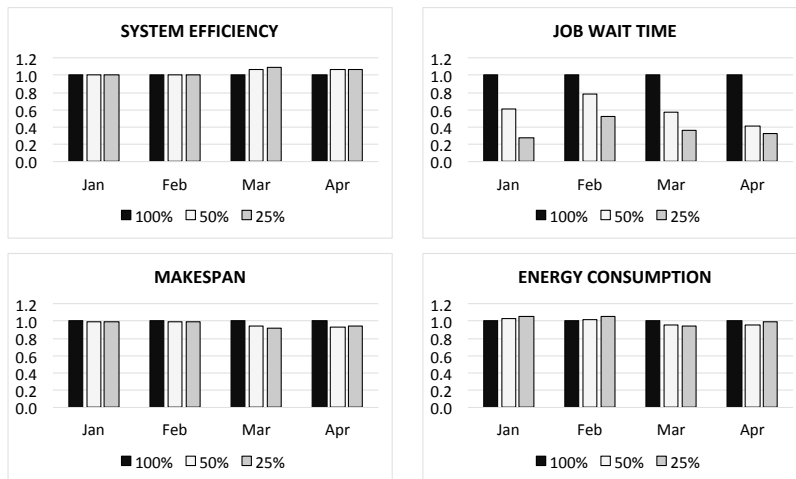 SYSTEM EFFICIENCY
1.2
1.0
0.8
0.6
0.4
0.2
0.0
Jan Feb Mar Apr
100% 50% 25%
JOB WAIT TIME
1.2
1.0
0.8
0.6
0.4
0.2
0.0
Jan Feb Mar Apr
100% 50% 25%
MAKESPAN
1.2
1.0
0.8
0.6
0.4
0.2
0.0
Jan Feb Mar Apr
100% 50% 25%
ENERGY CONSUMPTION
1.2
1.0
0.8
0.6
0.4
0.2
0.0
Jan Feb Mar Apr
100% 50% 25%